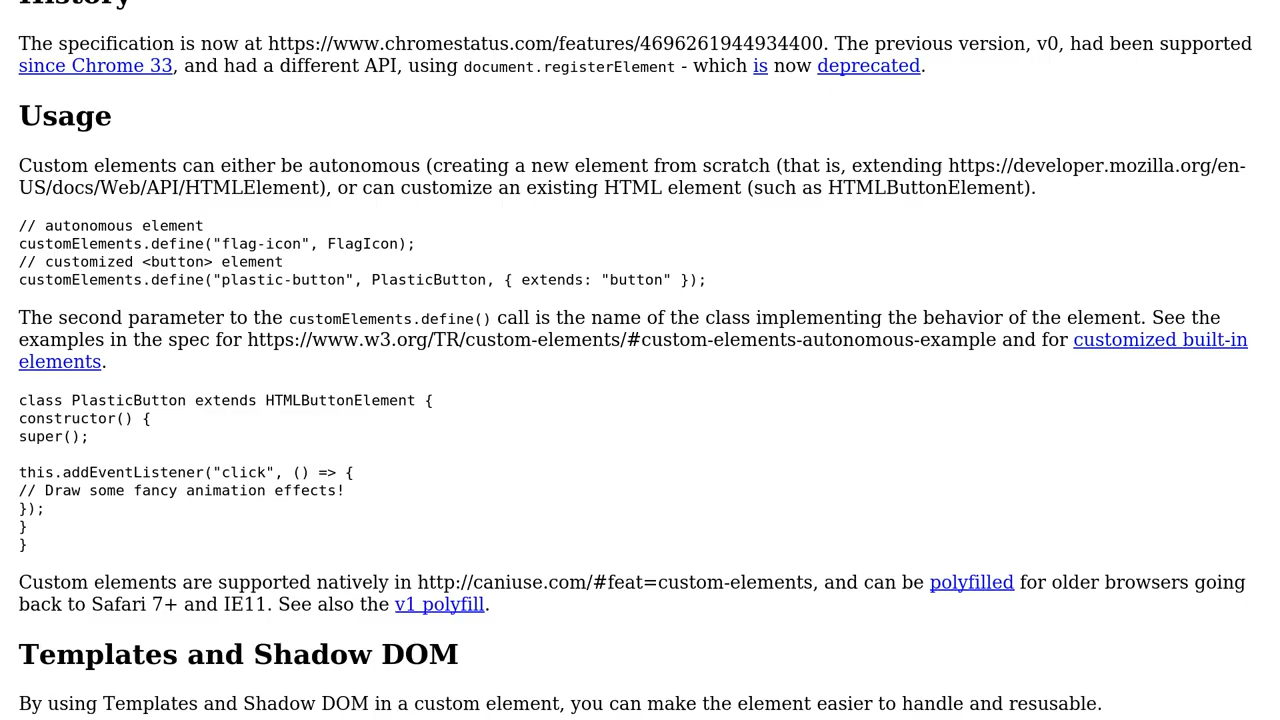 History
The specification is now at https://www.chromestatus.com/features/4696261944934400. The previous version, v0, had been supported
since Chrome 33, and had a different API, using document.registerElement - which is now deprecated.
Usage
Custom elements can either be autonomous (creating a new element from scratch (that is, extending https://developer.mozilla.org/en-
US/docs/Web/API/HTMLElement), or can customize an existing HTML element (such as HTMLButtonElement).
// autonomous element
customElements.define("flag-icon", FlagIcon);
// customized <button> element
customElements.define("plastic-button", PlasticButton, { extends: "button" });
The second parameter to the customElements.define() call is the name of the class implementing the behavior of the element. See the
examples in the spec for https://www.w3.org/TR/custom-elements/#custom-elements-autonomous-example and for customized built-in
elements.
class PlasticButton extends HTMLButtonElement {
constructor() {
super();
this.addEventListener("click", () => {
// Draw some fancy animation effects!
});
}
}
Custom elements are supported natively in http://caniuse.com/#feat=custom-elements, and can be polyfilled for older browsers going
back to Safari 7+ and IE11. See also the v1 polyfill.
Templates and Shadow DOM
By using Templates and Shadow DOM in a custom element, you can make the element easier to handle and resusable.